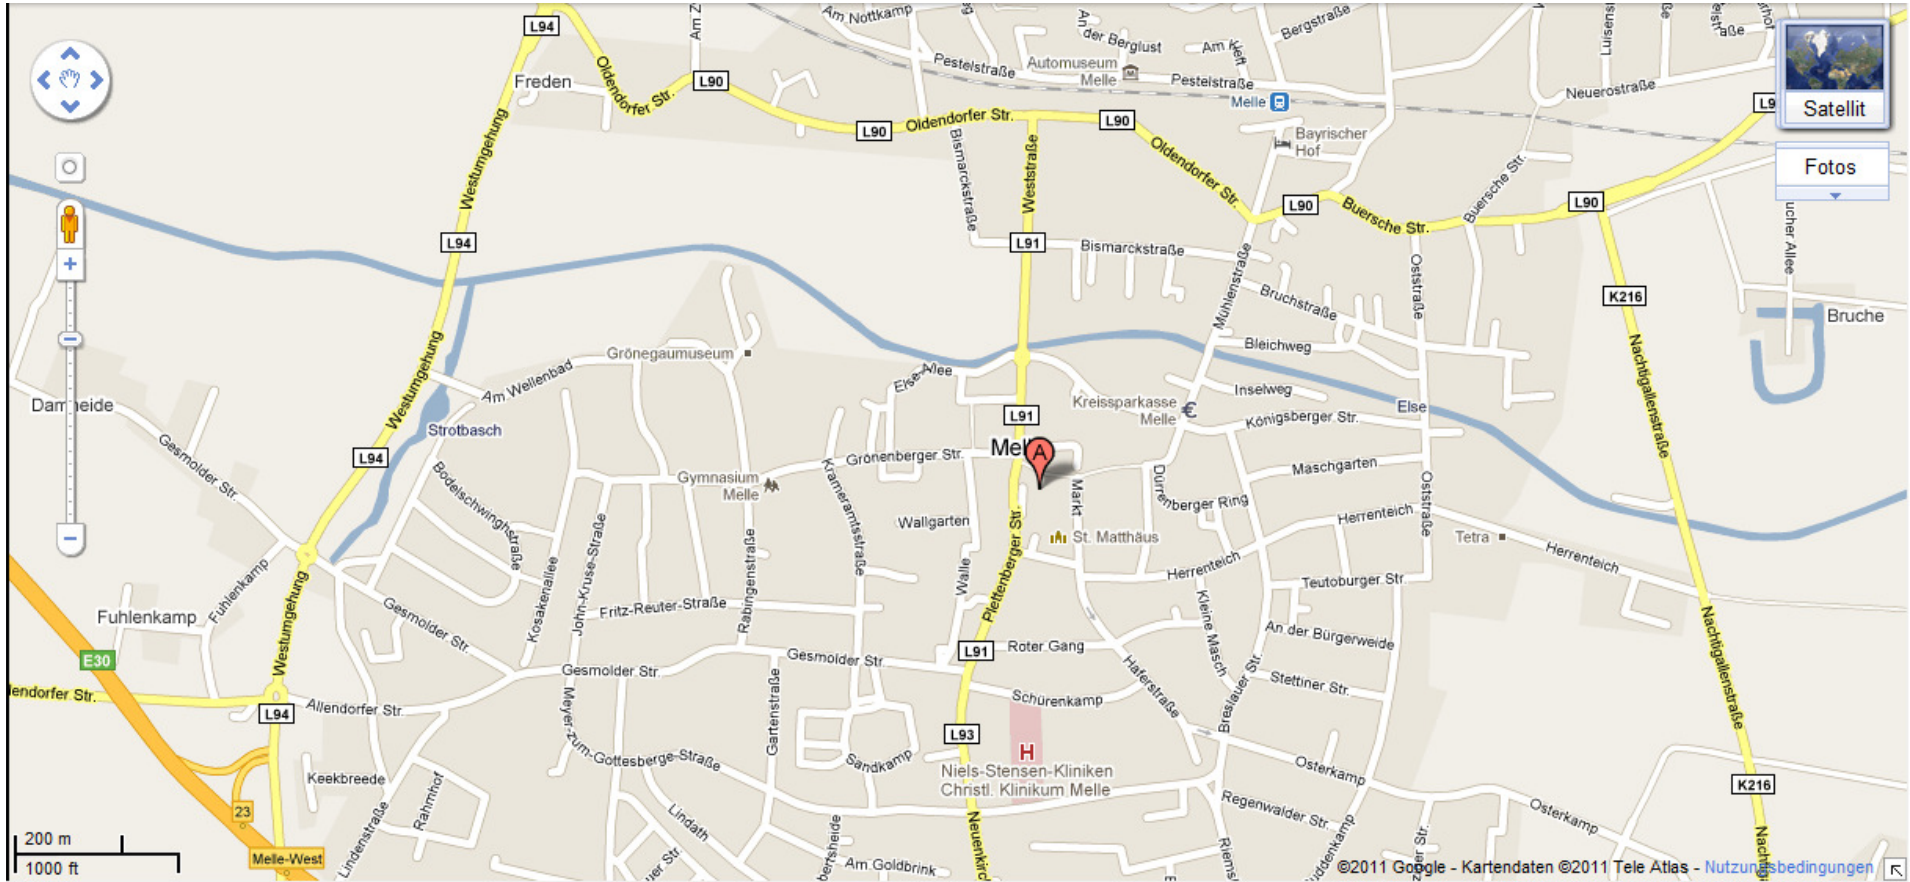 L94
Am Nottkamp
An der Berglust
Am Heft
Bergstraße
Satellit
Fotos
Freden
Oldendorfer Str.
L90
Pestelstraße
Automuseum
Melle
Pestelstraße
Melle
Neuerostraße
L90
Oldendorfer Str.
L90
Oldendorfer Str.
Bayrischer
Hof
Westumgehung
Bismarckstraße
Weststraße
L90
Buersche Str.
Buersche Str.
L90
L94
L91
Bismarckstraße
Mühlenstraße
Oststraße
Bruchstraße
K216
Bruche
Westumgehung
Grönegaumuseum
Am Wellenbad
Else-Allee
Bleichweg
Inselweg
Kreissparkasse
Melle
Königsberger Str.
Else
Nachtigallenstraße
L91
Strotbasch
Gesmolder Str.
L94
Grönenberger Str.
A
Gymnasium
Melle
Krameramtsstraße
Bodelschwinghstraße
Markt
Maschgarten
Dürrenberger Ring
Oststraße
Herrenteich
Wallgarten
St. Matthäus
Tetra
Herrenteich
Herrenteich
Teutoburger Str.
Plettenberger Str.
Walle
Fuhlenkamp
Fuhlenkamp
Westumgehung
Gesmolder Str.
Kosakenallee
John-Kruse-Straße
Fritz-Reuter-Straße
Rabingenstraße
Kleine Masch
An der Bürgerweide
Nachtigallenstraße
E30
L91
Roter Gang
Gesmolder Str.
Gesmolder Str.
Haferstraße
Stettiner Str.
Breslauer Str.
Schürenkamp
L94
Allendorfer Str.
Meyer-zum-Gottesberge-Straße
Gartenstraße
L93
H
Niels-Stensen-Kliniken
Christl. Klinikum Melle
Sandkamp
Osterkamp
Osterkamp
K216
Keekbreede
Rahmhof
Lindenstraße
23
Melle-West
Lindath
Am Goldbrink
Regenwalder Str.
200 m
1000 ft
©2011 Google - Kartendaten ©2011 Tele Atlas - Nutzungsbedingungen